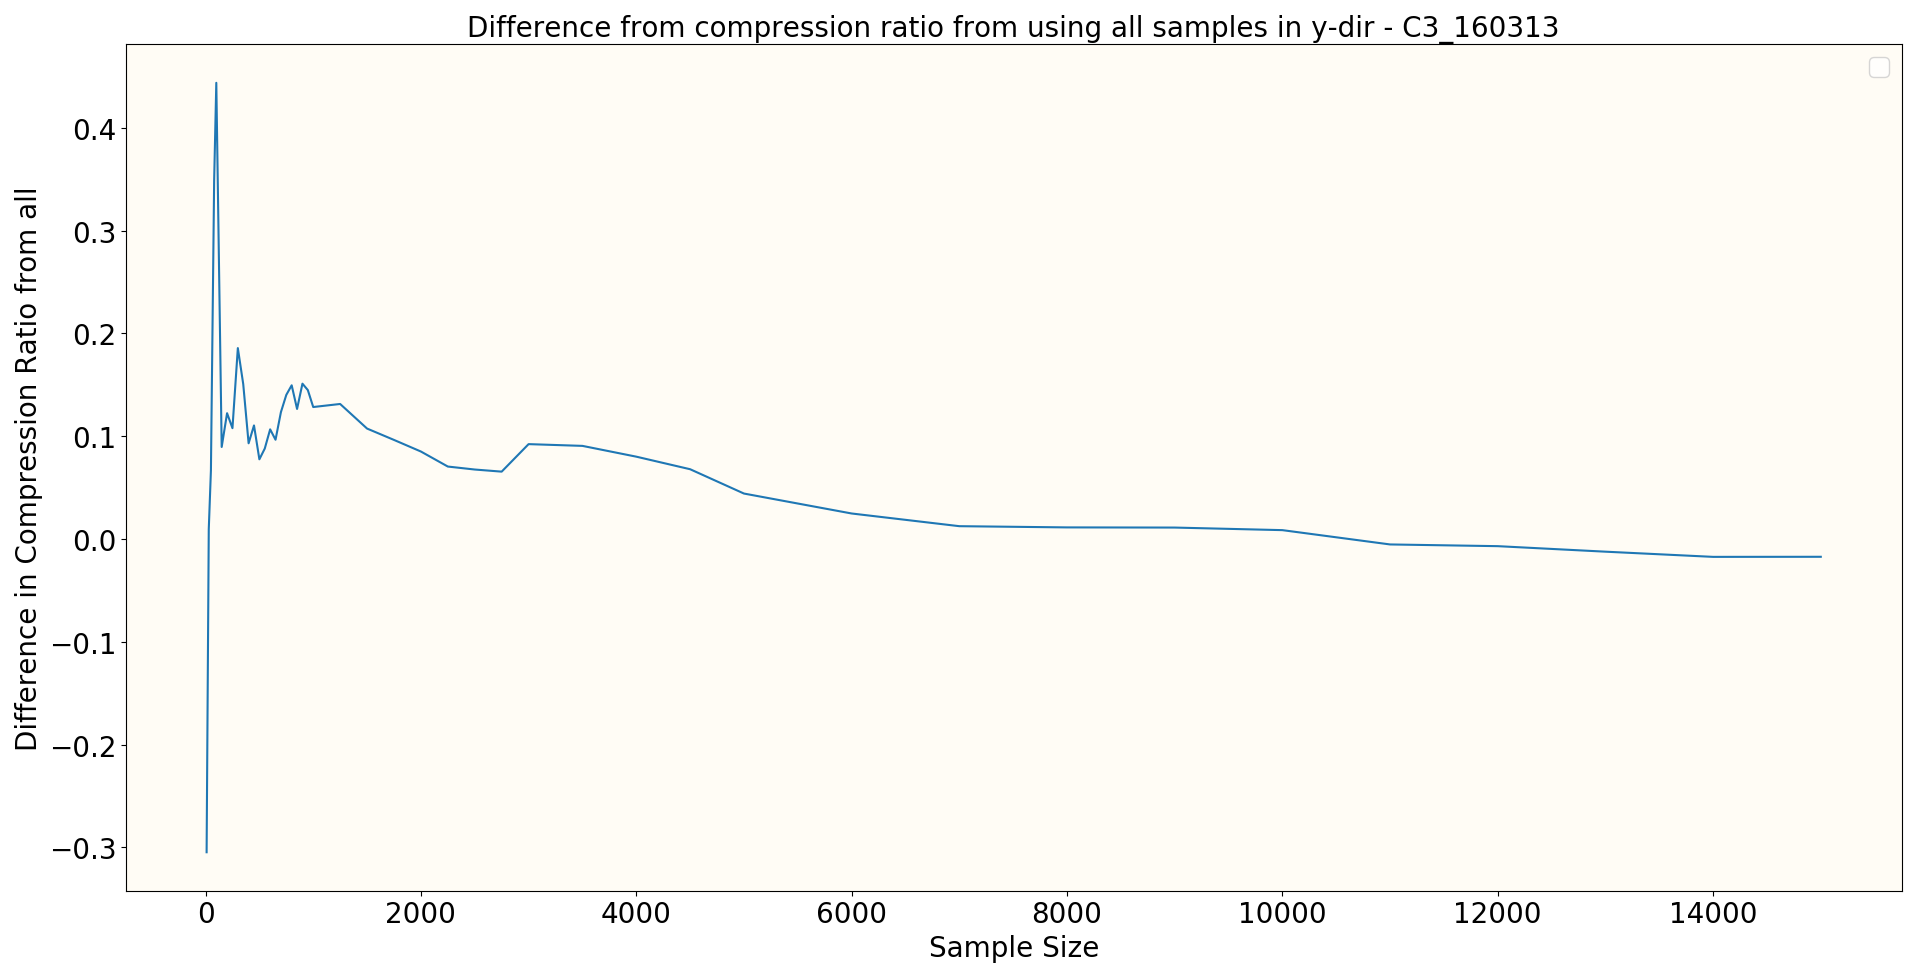 Difference from compression ratio from using all samples in y-dir - C3_160313
Difference in Compression Ratio from all
0.4
0.3
0.2
0.1
0.0
−0.1
−0.2
−0.3
0 2000 4000 6000 8000 10000 12000 14000
Sample Size